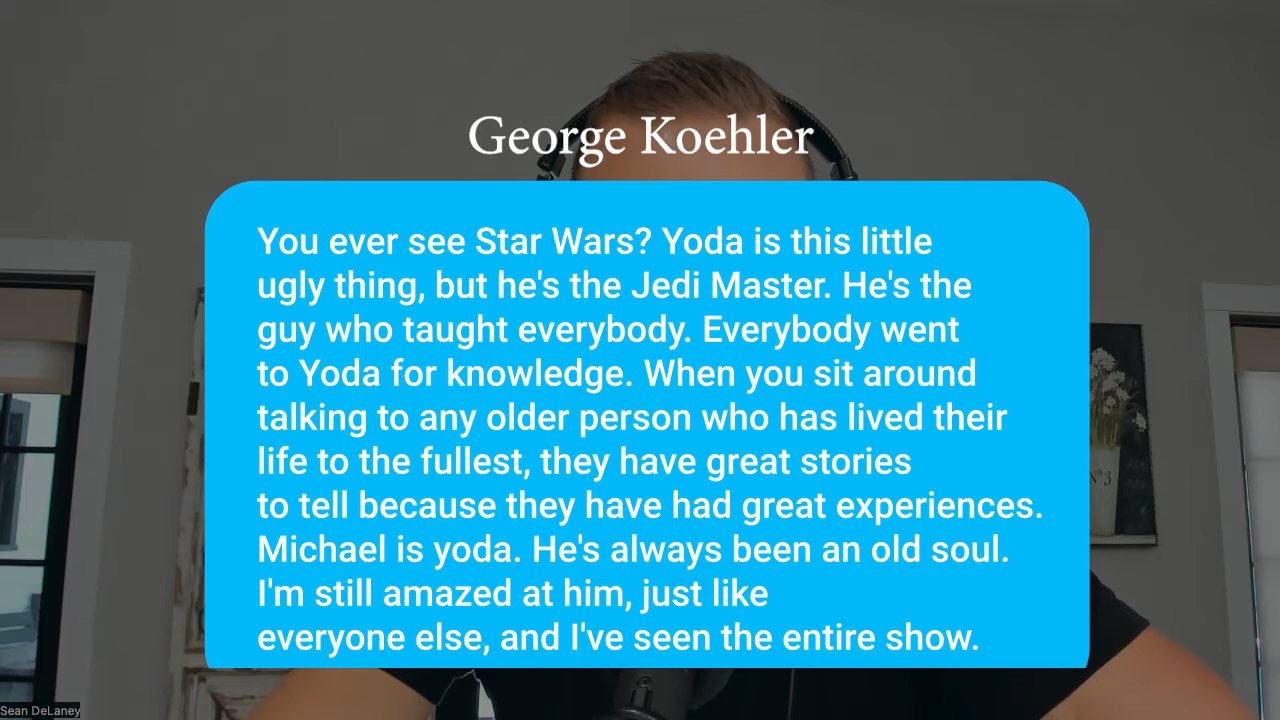 George Koehler
You ever see Star Wars? Yoda is this little
ugly thing, but he's the Jedi Master. He's the
guy who taught everybody. Everybody went
to Yoda for knowledge. When you sit around
talking to any older person who has lived their
life to the fullest, they have great stories
to tell because they have had great experiences.
Michael is yoda. He's always been an old soul.
I'm still amazed at him, just like
everyone else, and I've seen the entire show.
Nº3
Sean DeLaney